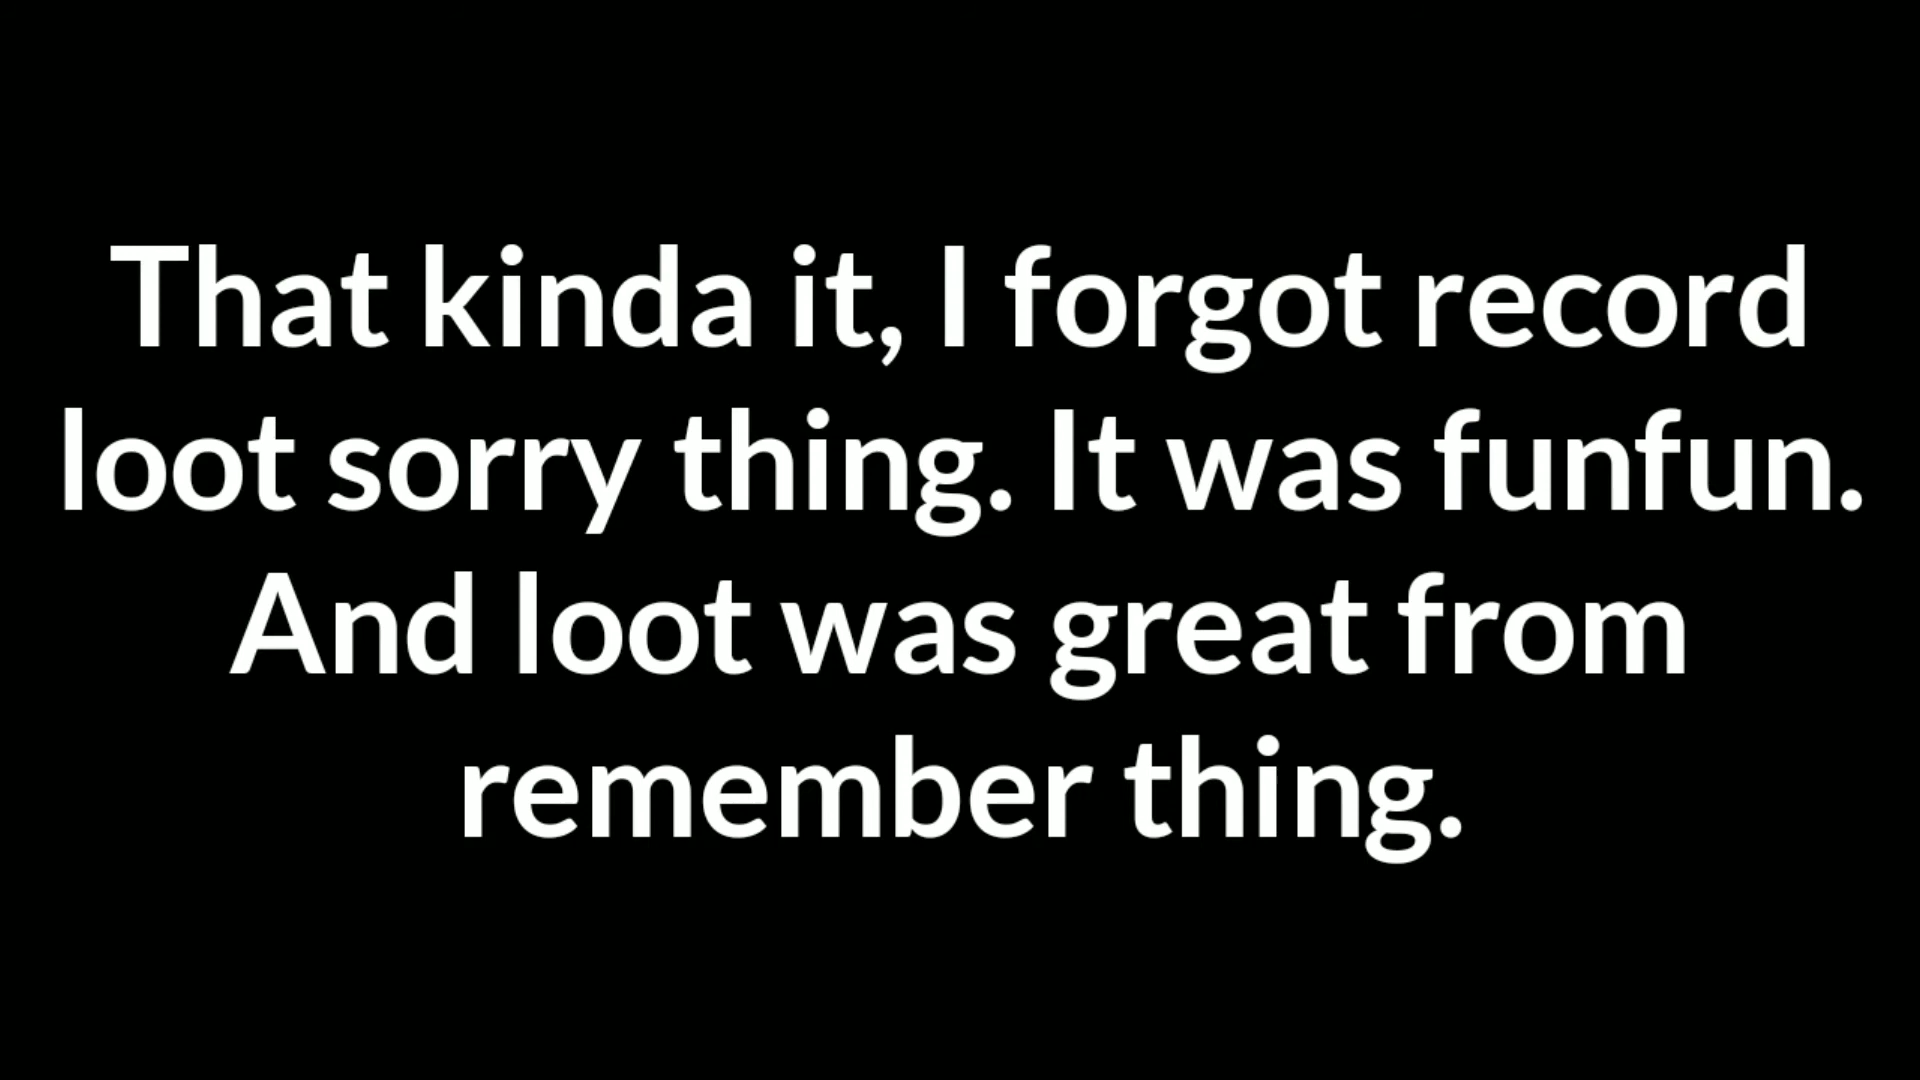 That kinda it, I forgot record
loot sorry thing. It was funfun.
And loot was great from
remember thing.